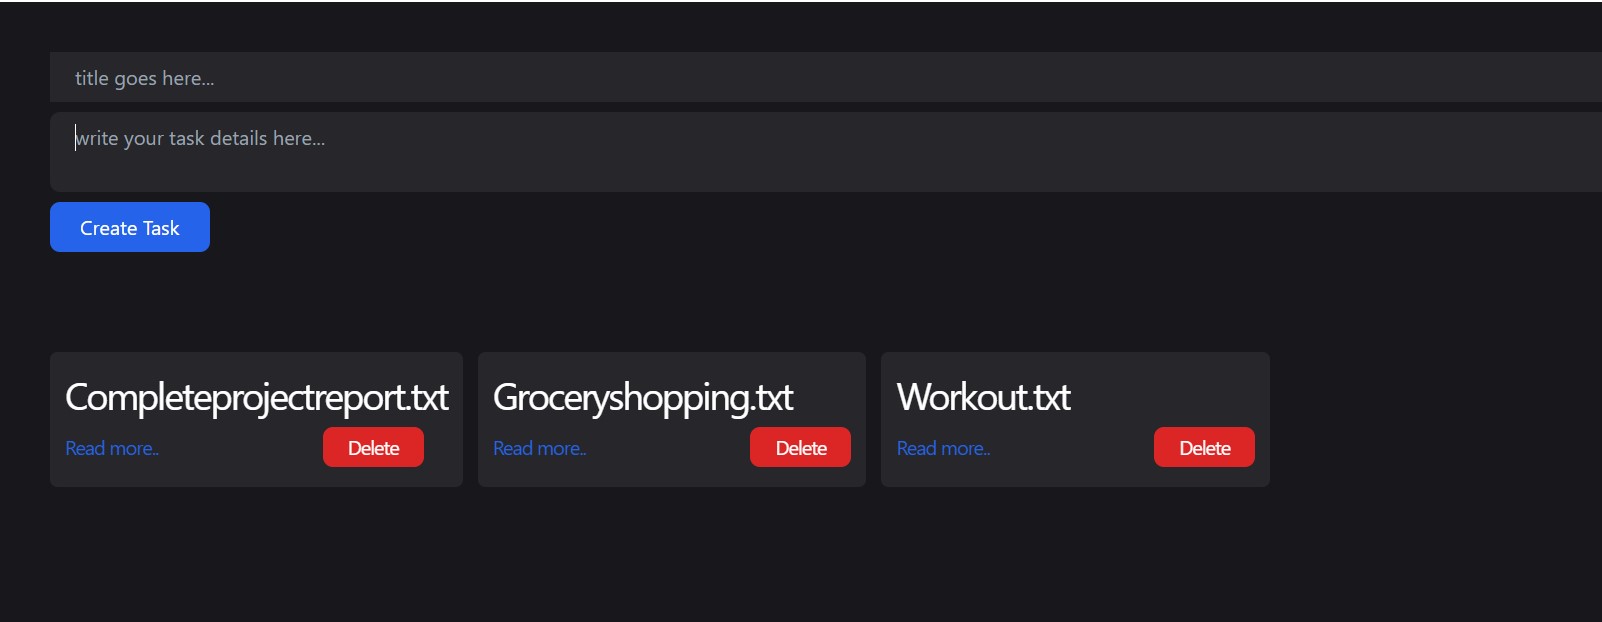 title goes here...
write your task details here...
Create Task
Completeprojectreport.txt
Read more..
Delete
Groceryshopping.txt
Read more..
Delete
Workout.txt
Read more..
Delete